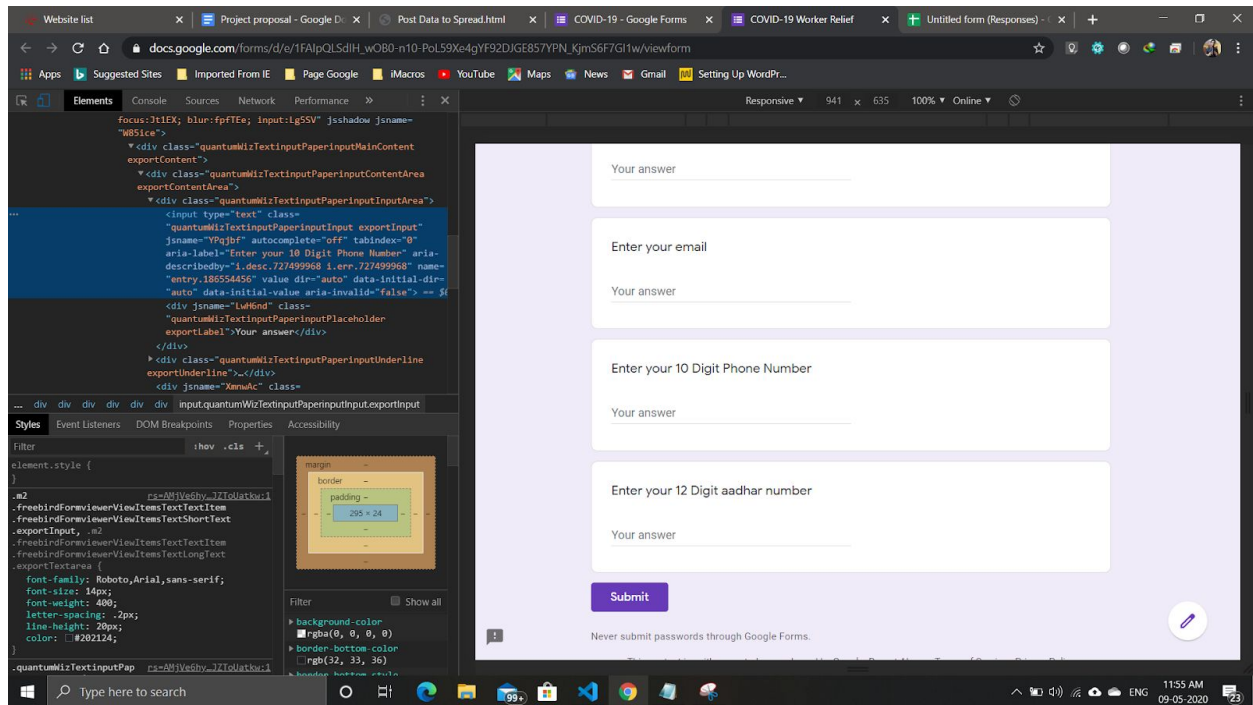 Website list
Project proposal - Google Do
Post Data to Spread.html
COVID-19 - Google Forms
COVID-19 Worker Relief
Untitled form (Responses) -
docs.google.com/forms/d/e/1FAIpQLSdlH_wOB0-n10-PoL59Xe4gYF92DJGE857YPN_KjmS6F7GI1w/viewform
Apps
Suggested Sites
Imported From IE
Page Google
iMacros
YouTube
Maps
News
Gmail
Setting Up WordPr...
Elements Console Sources Network Performance »
Responsive ▼ 941 × 635 100% ▼ Online ▼
focus:Jt1EX; blur:fpfTEe; input:Lg5SV" jsshadow jsname=
"W85ice">
▼<div class="quantumWizTextinputPaperinputMainContent
exportContent">
▼<div class="quantumWizTextinputPaperinputContentArea
exportContentArea">
▼<div class="quantumWizTextinputPaperinputInputArea">
<input type="text" class=
"quantumWizTextinputPaperinputInput exportInput"
jsname="YPqjbf" autocomplete="off" tabindex="0"
aria-label="Enter your 10 Digit Phone Number" aria-
describedby="i.desc.727499968 i.err.727499968" name=
"entry.186554456" value dir="auto" data-initial-dir=
"auto" data-initial-value aria-invalid="false"> == $
<div jsname="LwH6nd" class=
"quantumWizTextinputPaperinputPlaceholder
exportLabel">Your answer</div>
</div>
▶<div class="quantumWizTextinputPaperinputUnderline
exportUnderline">…</div>
<div jsname="XmnwAc" class=
... div div div div div div input.quantumWizTextinputPaperinputInput.exportInput
Styles Event Listeners DOM Breakpoints Properties Accessibility
Filter :hov .cls +
element.style {
}
.m2 rs=AMjVe6hy…JZToUatkw:1
.freebirdFormviewerViewItemsTextTextItem
.freebirdFormviewerViewItemsTextShortText
.exportInput, .m2
.freebirdFormviewerViewItemsTextTextItem
.freebirdFormviewerViewItemsTextLongText
.exportTextarea {
font-family: Roboto,Arial,sans-serif;
font-size: 14px;
font-weight: 400;
letter-spacing: .2px;
line-height: 20px;
color: #202124;
}
.quantumWizTextinputPap rs=AMjVe6hy…JZToUatkw:1
margin –
border –
padding –
295 × 24
Filter Show all
background-color
rgba(0, 0, 0, 0)
border-bottom-color
rgb(32, 33, 36)
border-bottom-style
Your answer
Enter your email
Your answer
Enter your 10 Digit Phone Number
Your answer
Enter your 12 Digit aadhar number
Your answer
Submit
Never submit passwords through Google Forms.
Type here to search
99+
ENG
11:55 AM
09-05-2020
23